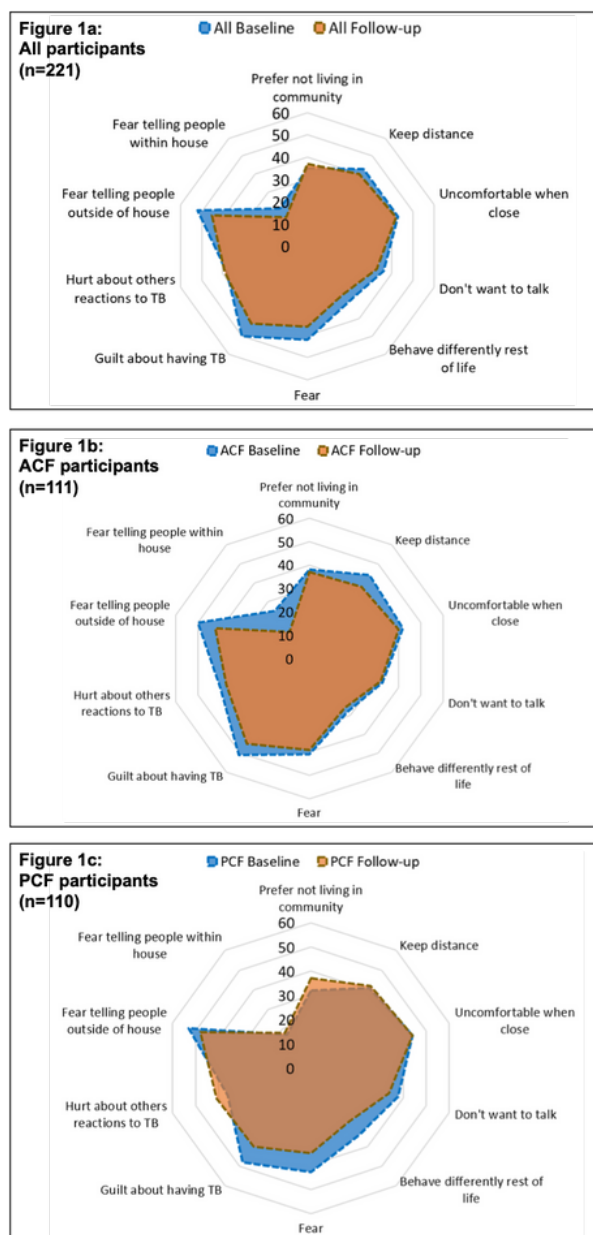 Figure 1a:
All participants
(n=221)
All Baseline
All Follow-up
Prefer not living in
community
Keep distance
Uncomfortable when
close
Don't want to talk
Behave differently rest
of life
Fear
Guilt about having TB
Hurt about others
reactions to TB
Fear telling people
outside of house
Fear telling people
within house
60
50
40
30
20
10
0
Figure 1b:
ACF participants
(n=111)
ACF Baseline
ACF Follow-up
Prefer not living in
community
Keep distance
Uncomfortable when
close
Don't want to talk
Behave differently rest of
life
Fear
Guilt about having TB
Hurt about others
reactions to TB
Fear telling people
outside of house
Fear telling people within
house
60
50
40
30
20
10
0
Figure 1c:
PCF participants
(n=110)
PCF Baseline
PCF Follow-up
Prefer not living in
community
Keep distance
Uncomfortable when
close
Don't want to talk
Behave differently rest of
life
Fear
Guilt about having TB
Hurt about others
reactions to TB
Fear telling people
outside of house
Fear telling people within
house
60
50
40
30
20
10
0